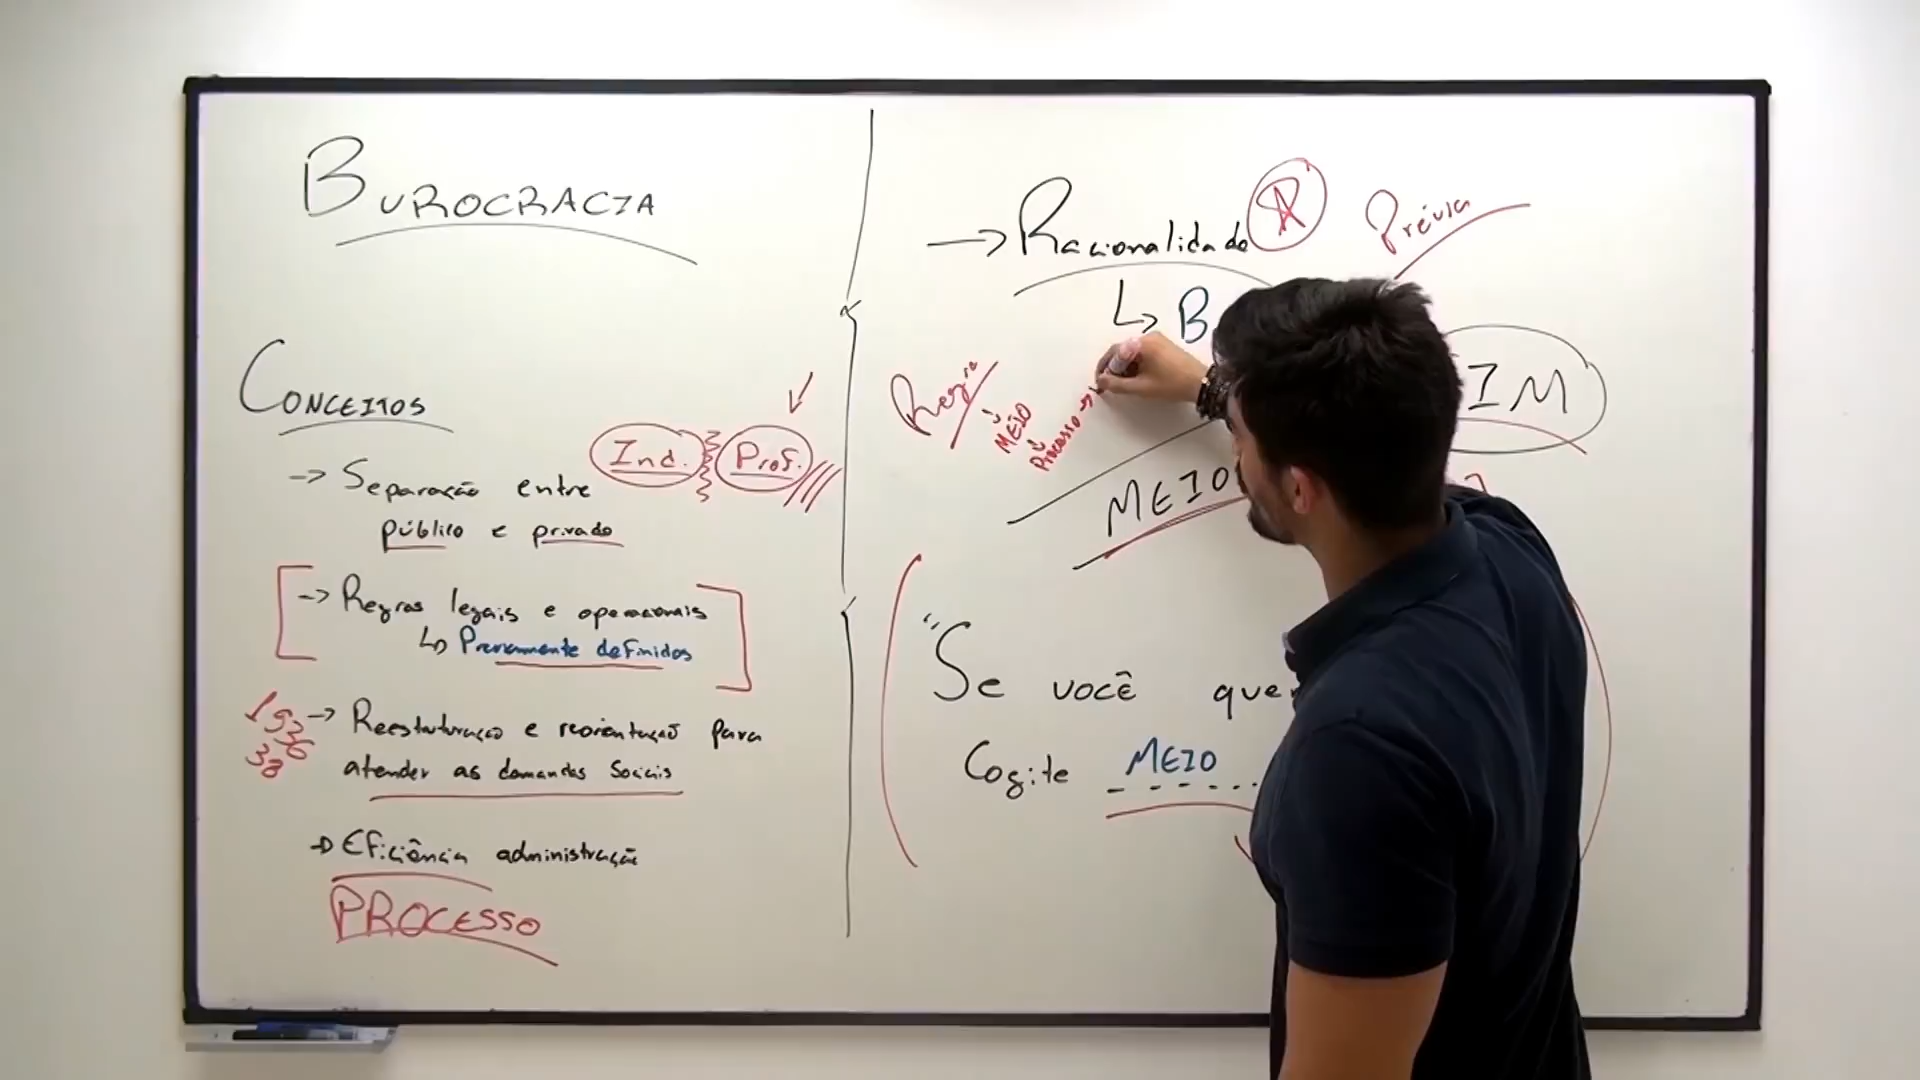 BUROCRACIA
CONCEITOS
Ind. Prof.
→ Separação entre
público e privado
→ Regras legais e operacionais
↳ Previamente definidos
1936
38
→ Reestruturação e reorientação para
atender as demandas Sociais
→ Eficiência administração
PROCESSO
→ Racionalidade
Prévia
↳ B
Regra
MEIO
Processo →
IM
MEIO
"Se você quer
Cogite MEIO